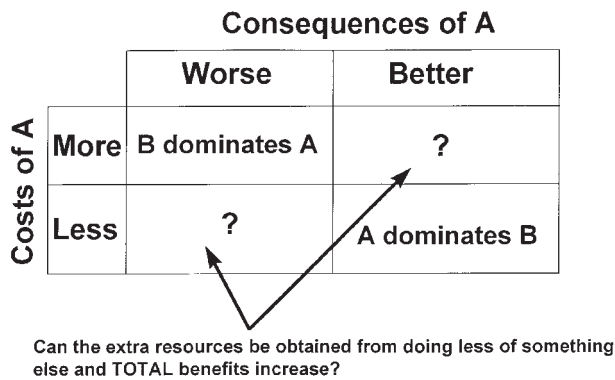 Consequences of A
Worse Better
Costs of A
More B dominates A ?
Less ? A dominates B
Can the extra resources be obtained from doing less of something
else and TOTAL benefits increase?